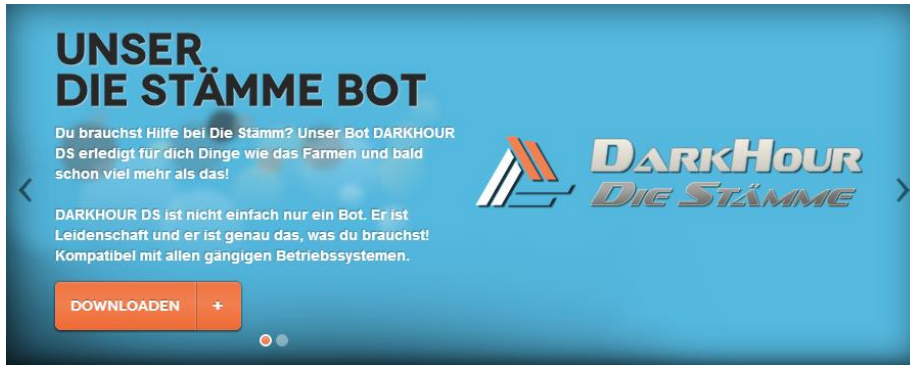 UNSER
DIE STÄMME BOT
Du brauchst Hilfe bei Die Stämm? Unser Bot DARKHOUR
DS erledigt für dich Dinge wie das Farmen und bald
schon viel mehr als das!
DARKHOUR DS ist nicht einfach nur ein Bot. Er ist
Leidenschaft und er ist genau das, was du brauchst!
Kompatibel mit allen gängigen Betriebssystemen.
DOWNLOADEN +
DARKHOUR
DIE STÄMME